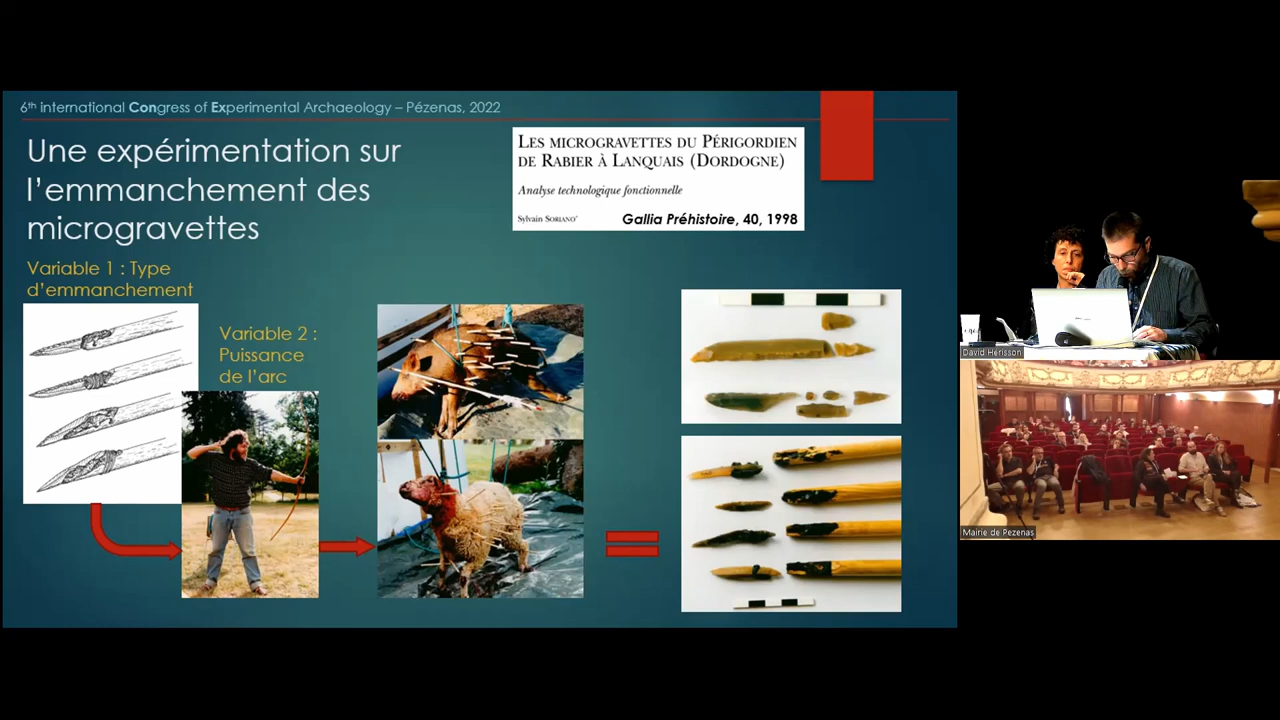 6th international Congress of Experimental Archaeology – Pézenas, 2022
Une expérimentation sur
l'emmanchement des
microgravettes
LES MICROGRAVETTES DU PÉRIGORDIEN
DE RABIER À LANQUAIS (DORDOGNE)
Analyse technologique fonctionnelle
Sylvain SORIANO*
Gallia Préhistoire, 40, 1998
Variable 1 : Type
d'emmanchement
Variable 2 :
Puissance
de l'arc
David Hérisson
Mairie de Pezenas